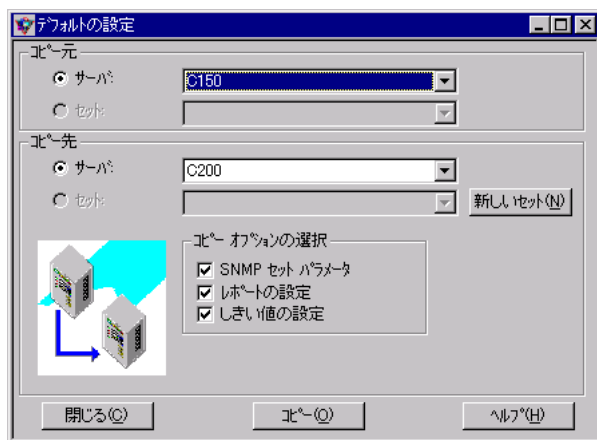 ﾃﾞﾌｫﾙﾄの設定
ｺﾋﾟｰ元
ｻｰﾊﾞ:
C150
ｾｯﾄ:
ｺﾋﾟｰ先
ｻｰﾊﾞ:
C200
ｾｯﾄ:
新しいｾｯﾄ(N)
ｺﾋﾟｰ ｵﾌﾟｼｮﾝの選択
SNMP ｾｯﾄ ﾊﾟﾗﾒｰﾀ
ﾚﾎﾟｰﾄの設定
しきい値の設定
閉じる(C)
ｺﾋﾟｰ(O)
ﾍﾙﾌﾟ(H)